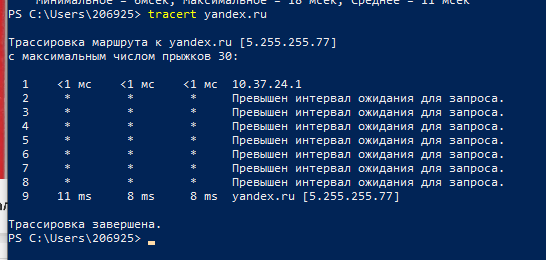 Минимальное = 6мсек, Максимальное = 18 мсек, Среднее = 11 мсек
PS C:\Users\206925> tracert yandex.ru
Трассировка маршрута к yandex.ru [5.255.255.77]
с максимальным числом прыжков 30:
1 <1 мс <1 мс <1 мс 10.37.24.1
2 * * * Превышен интервал ожидания для запроса.
3 * * * Превышен интервал ожидания для запроса.
4 * * * Превышен интервал ожидания для запроса.
5 * * * Превышен интервал ожидания для запроса.
6 * * * Превышен интервал ожидания для запроса.
7 * * * Превышен интервал ожидания для запроса.
8 * * * Превышен интервал ожидания для запроса.
9 11 ms 8 ms 8 ms yandex.ru [5.255.255.77]
Трассировка завершена.
PS C:\Users\206925>